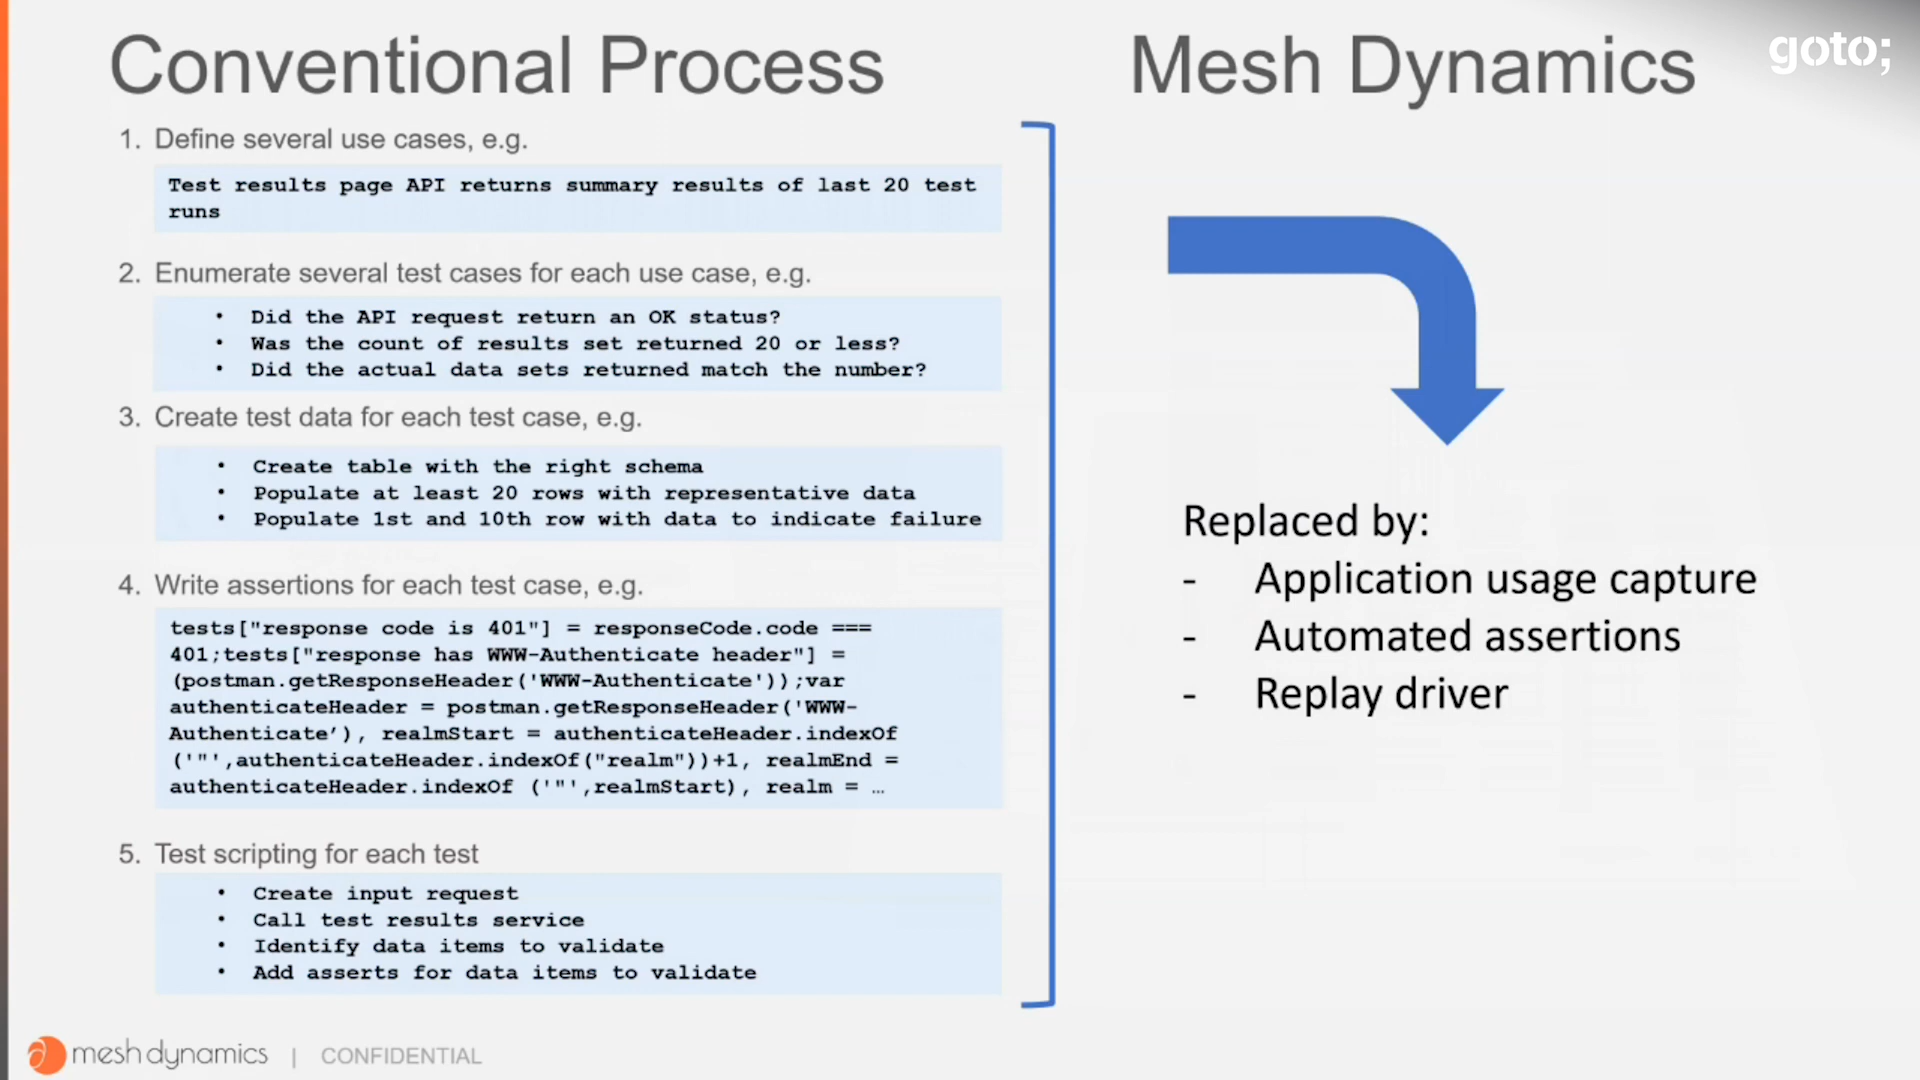 Conventional Process
Mesh Dynamics
goto;
1. Define several use cases, e.g.
Test results page API returns summary results of last 20 test
runs
2. Enumerate several test cases for each use case, e.g.
• Did the API request return an OK status?
• Was the count of results set returned 20 or less?
• Did the actual data sets returned match the number?
3. Create test data for each test case, e.g.
• Create table with the right schema
• Populate at least 20 rows with representative data
• Populate 1st and 10th row with data to indicate failure
4. Write assertions for each test case, e.g.
tests["response code is 401"] = responseCode.code ===
401;tests["response has WWW-Authenticate header"] =
(postman.getResponseHeader('WWW-Authenticate'));var
authenticateHeader = postman.getResponseHeader('WWW-
Authenticate’), realmStart = authenticateHeader.indexOf
('"',authenticateHeader.indexOf("realm"))+1, realmEnd =
authenticateHeader.indexOf ('"',realmStart), realm = …
5. Test scripting for each test
• Create input request
• Call test results service
• Identify data items to validate
• Add asserts for data items to validate
Replaced by:
- Application usage capture
- Automated assertions
- Replay driver
mesh dynamics | CONFIDENTIAL